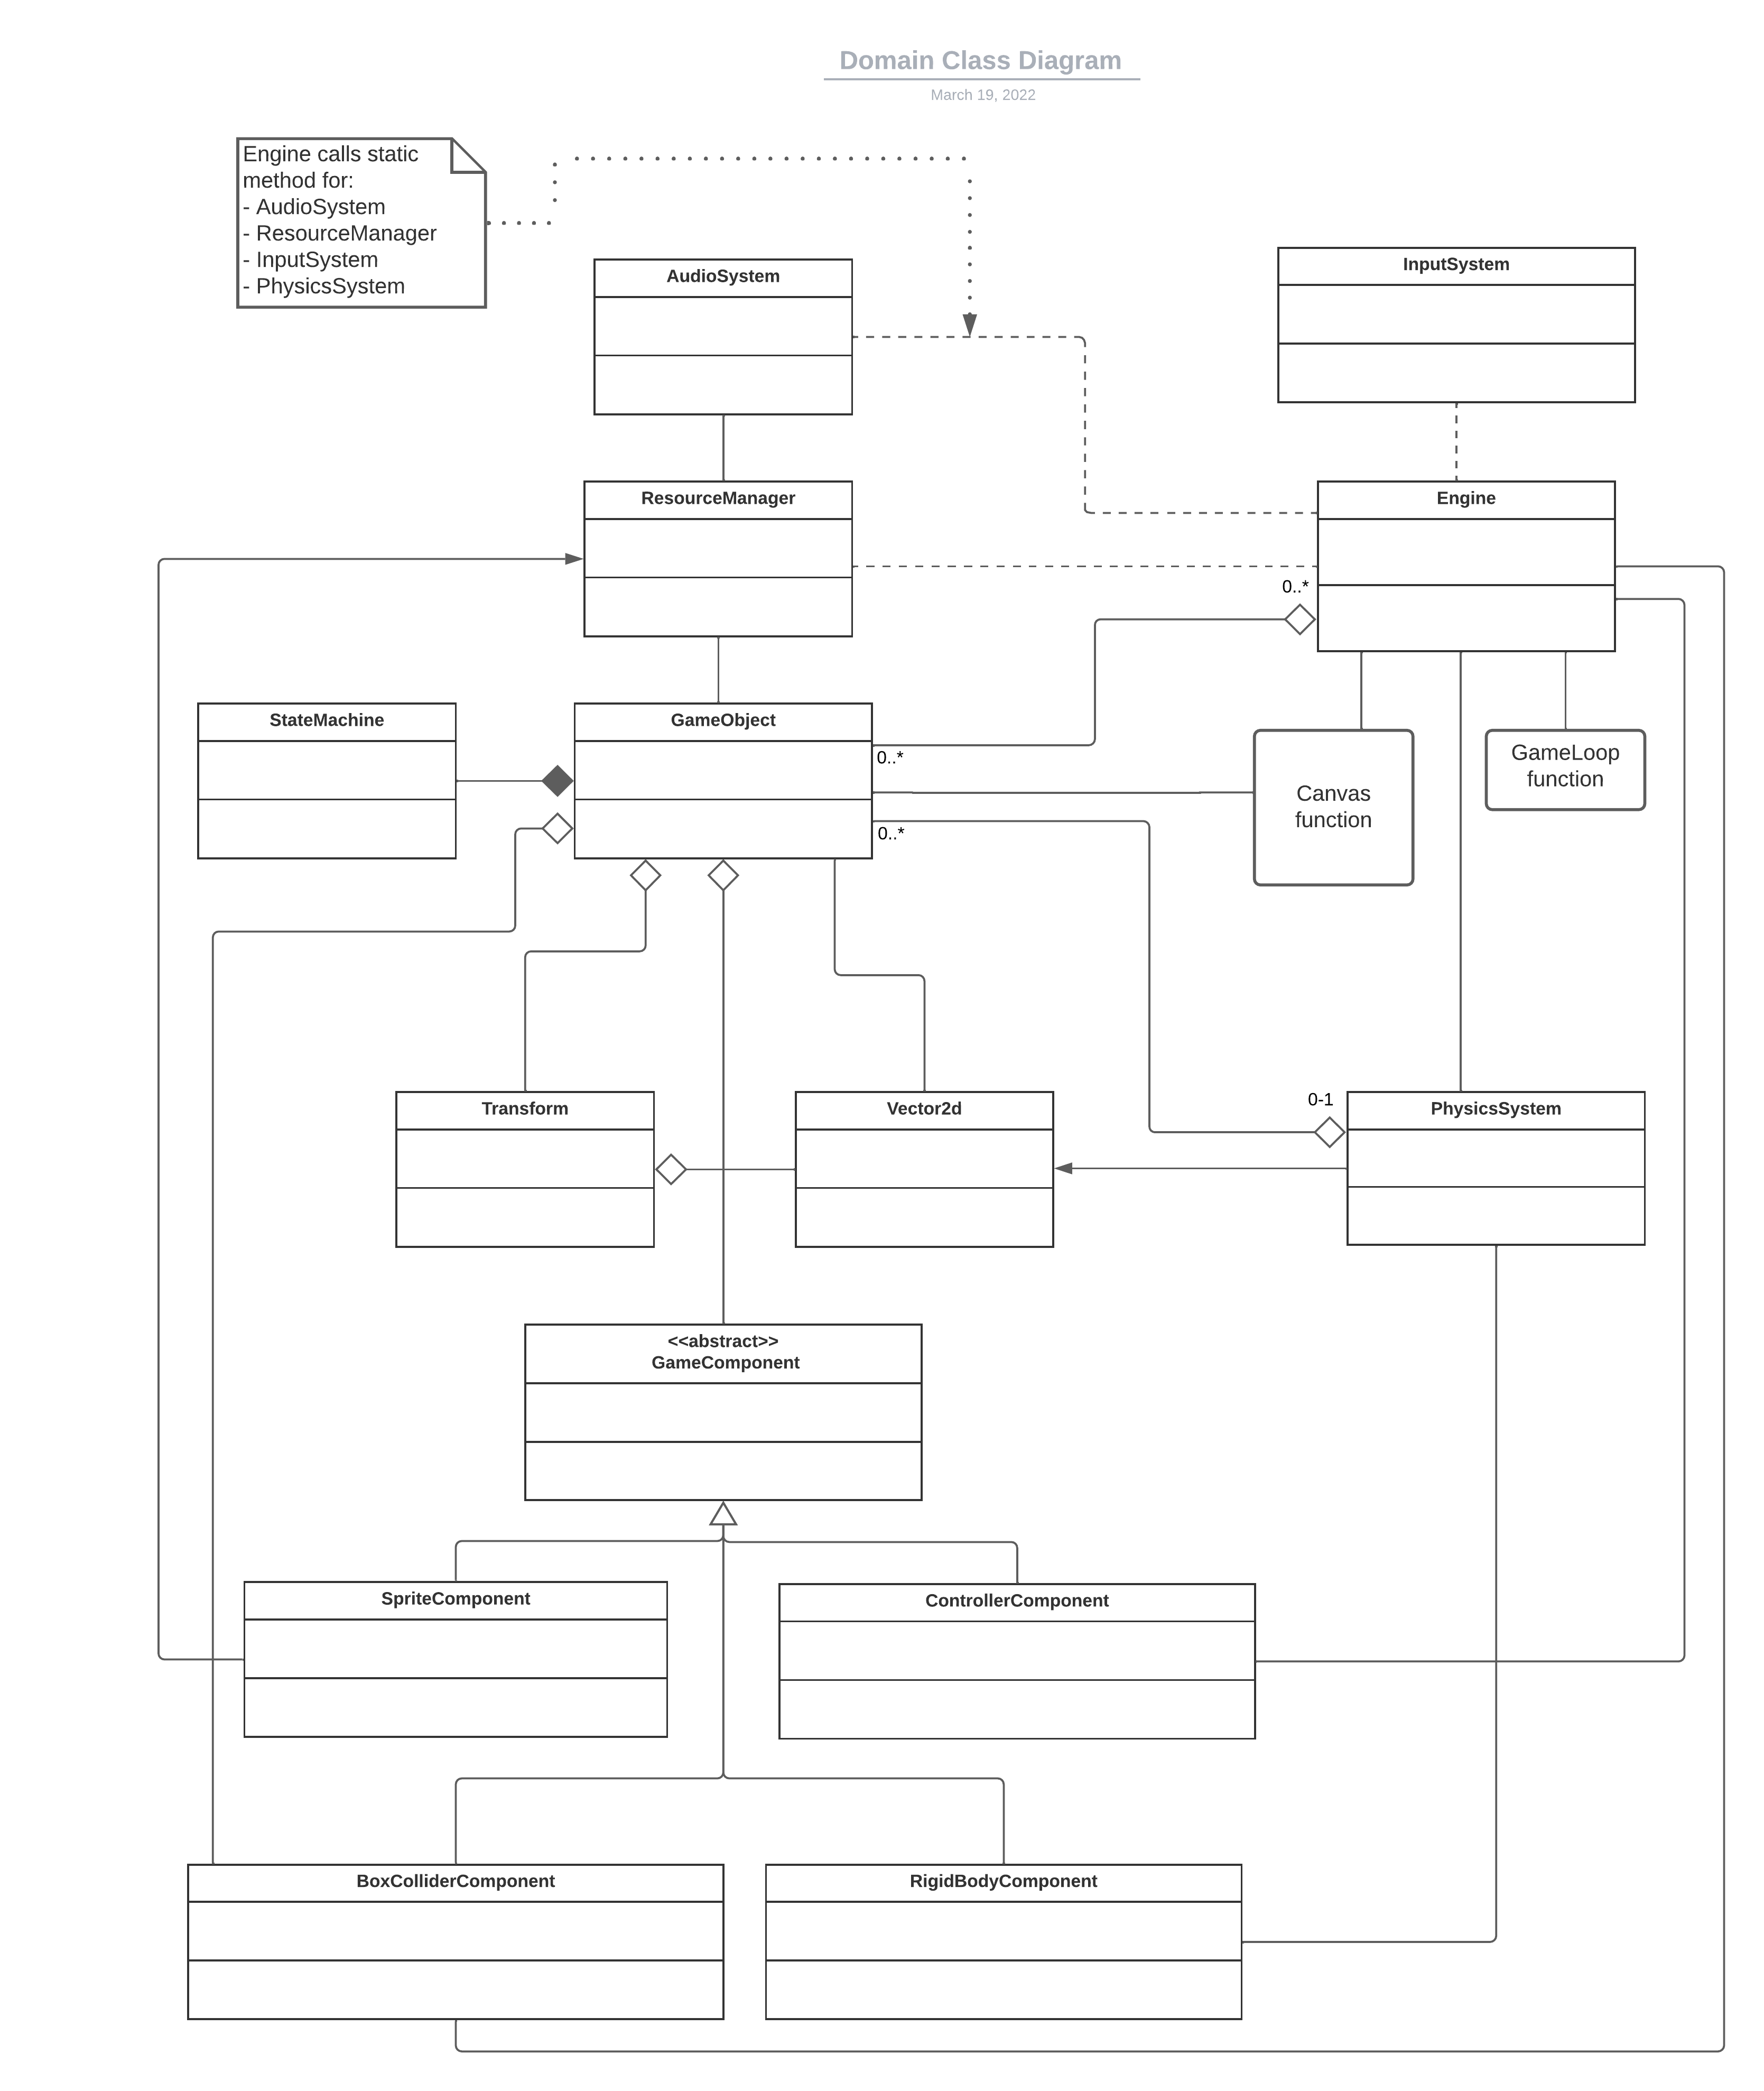 Domain Class Diagram
March 19, 2022
Engine calls static
method for:
- AudioSystem
- ResourceManager
- InputSystem
- PhysicsSystem
AudioSystem
InputSystem
ResourceManager
Engine
0..*
StateMachine
GameObject
0..*
0..*
Canvas
function
GameLoop
function
Transform
Vector2d
0-1
PhysicsSystem
<<abstract>>
GameComponent
SpriteComponent
ControllerComponent
BoxColliderComponent
RigidBodyComponent